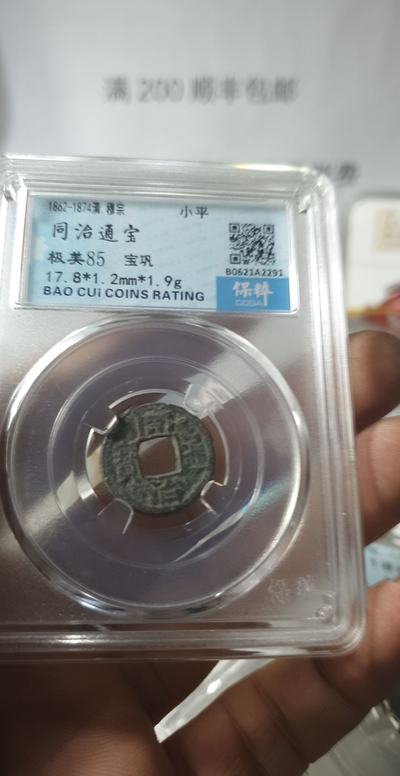 满 200 顺丰包邮
1862-1874清 穆宗
小平
同治通宝
极美85 宝巩
17.8*1.2mm*1.9g
BAO CUI COINS RATING
B0621A2291
保粹
同治